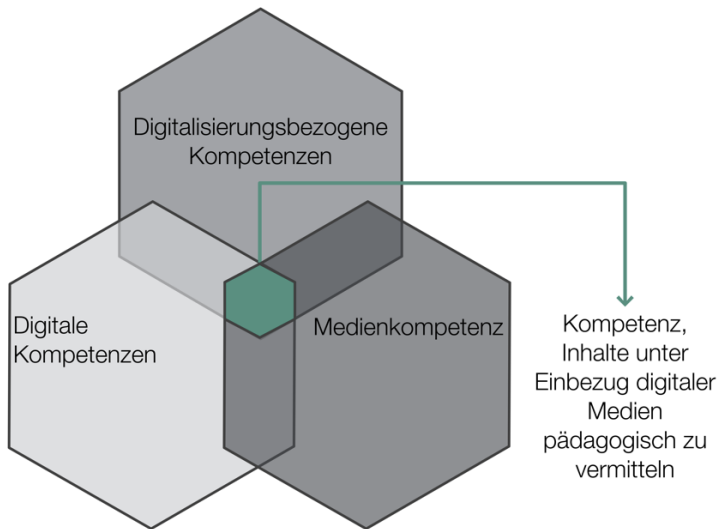 Digitalisierungsbezogene
Kompetenzen
Digitale
Kompetenzen
Medienkompetenz
Kompetenz,
Inhalte unter
Einbezug digitaler
Medien
pädagogisch zu
vermitteln